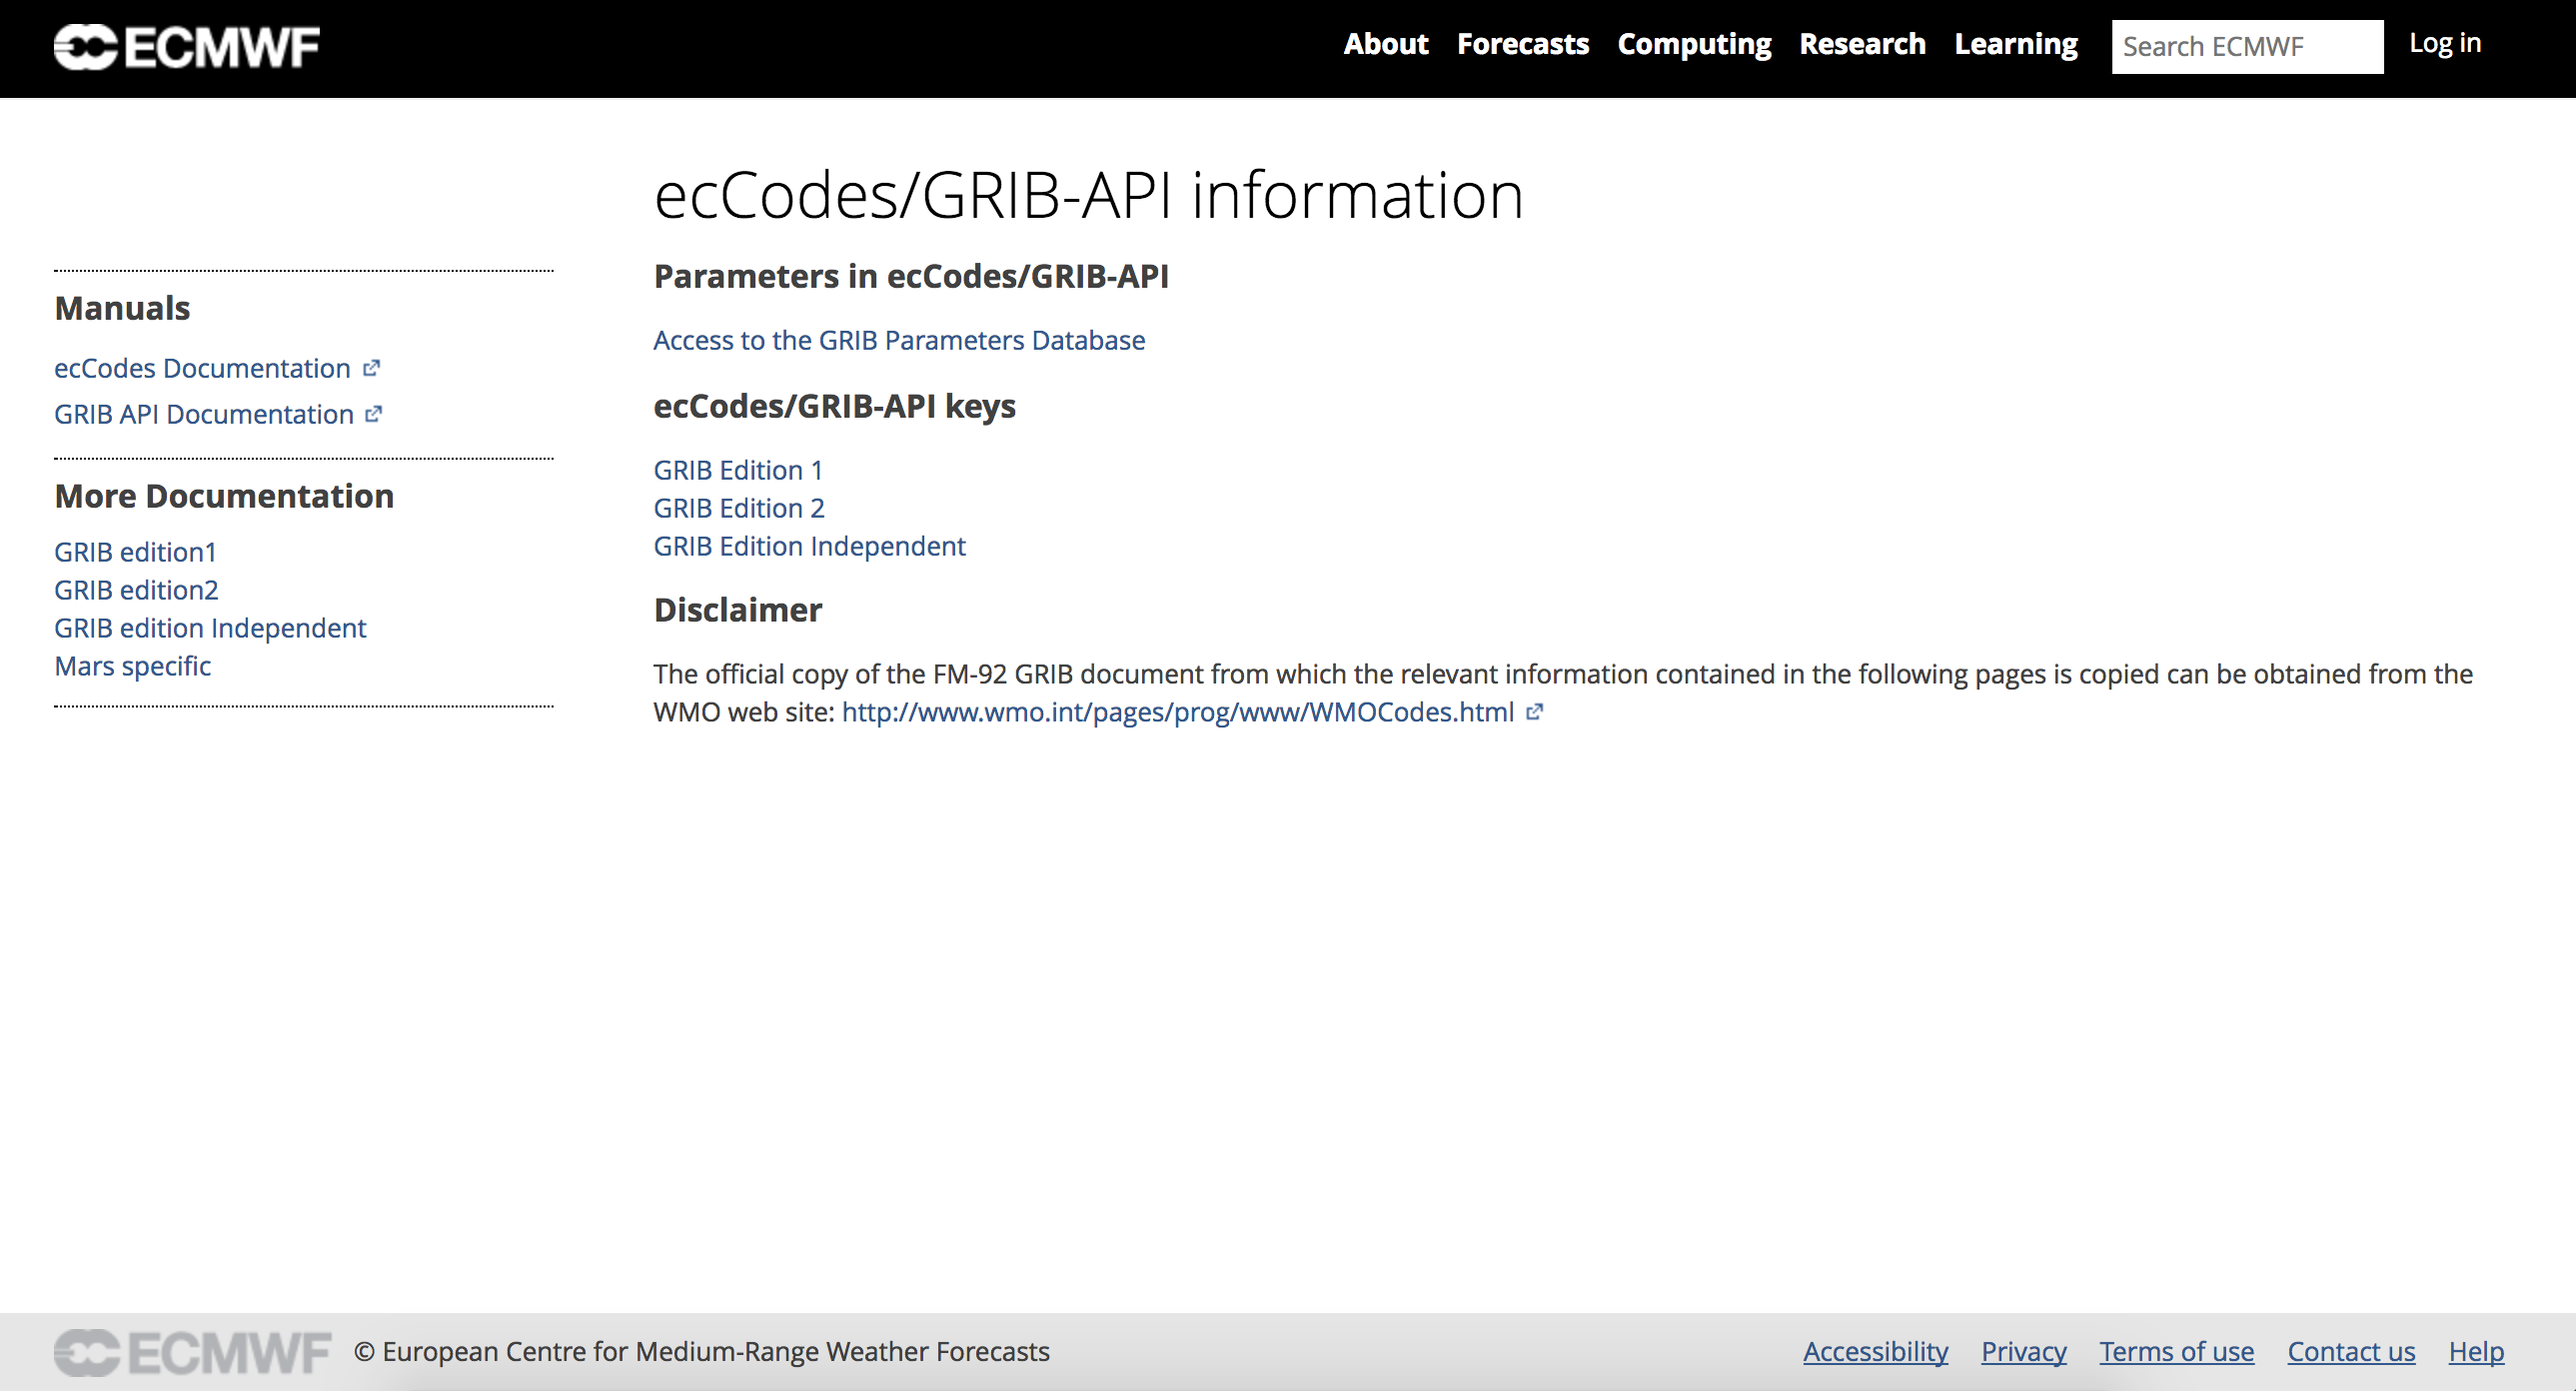 ECMWF
About Forecasts Computing Research Learning Search ECMWF Log in
ecCodes/GRIB-API information
Manuals
ecCodes Documentation
GRIB API Documentation
More Documentation
GRIB edition1
GRIB edition2
GRIB edition Independent
Mars specific
Parameters in ecCodes/GRIB-API
Access to the GRIB Parameters Database
ecCodes/GRIB-API keys
GRIB Edition 1
GRIB Edition 2
GRIB Edition Independent
Disclaimer
The official copy of the FM-92 GRIB document from which the relevant information contained in the following pages is copied can be obtained from the
WMO web site: http://www.wmo.int/pages/prog/www/WMOCodes.html
ECMWF © European Centre for Medium-Range Weather Forecasts
Accessibility Privacy Terms of use Contact us Help